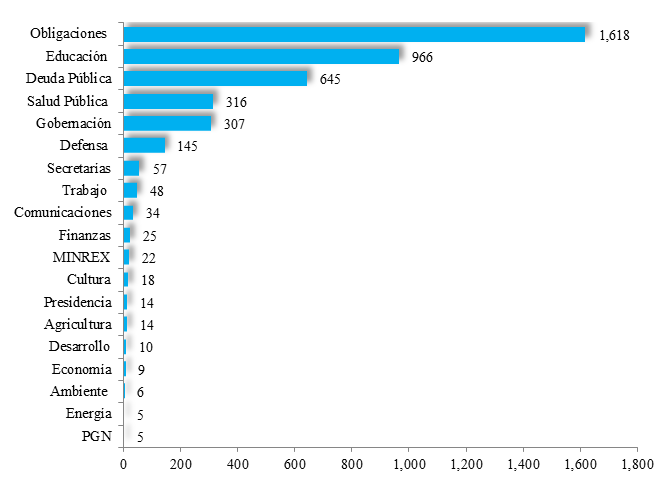 Obligaciones 1,618
Educación 966
Deuda Pública 645
Salud Pública 316
Gobernación 307
Defensa 145
Secretarias 57
Trabajo 48
Comunicaciones 34
Finanzas 25
MINREX 22
Cultura 18
Presidencia 14
Agricultura 14
Desarrollo 10
Economia 9
Ambiente 6
Energia 5
PGN 5
0 200 400 600 800 1,000 1,200 1,400 1,600 1,800